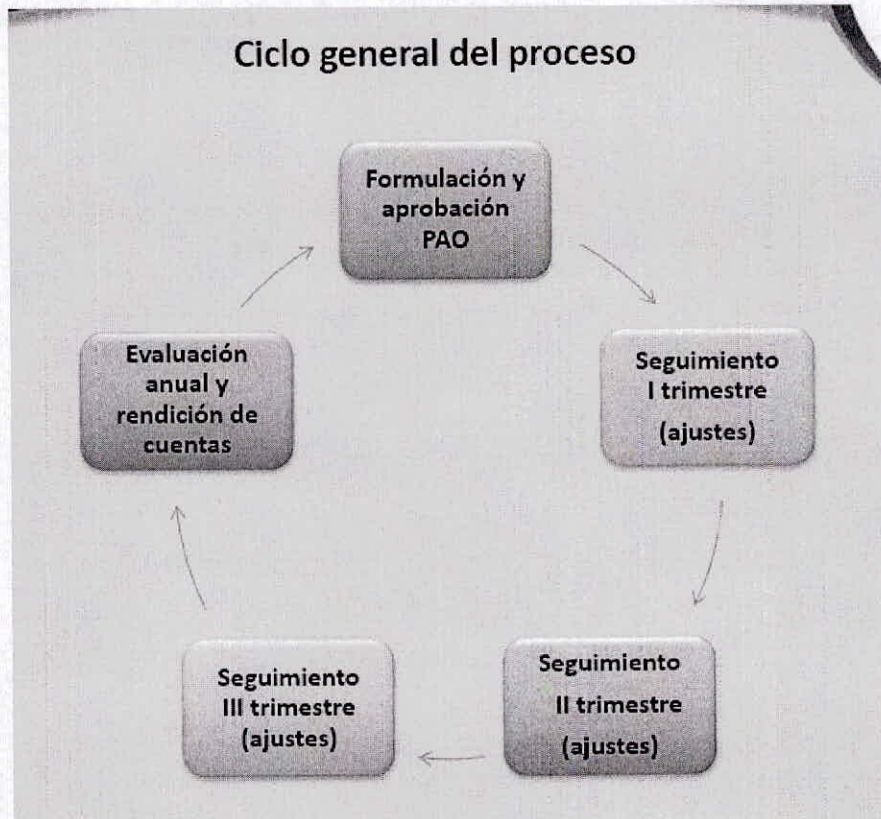 Ciclo general del proceso
Formulación y
aprobación
PAO
Seguimiento
I trimestre
(ajustes)
Seguimiento
II trimestre
(ajustes)
Seguimiento
III trimestre
(ajustes)
Evaluación
anual y
rendición de
cuentas